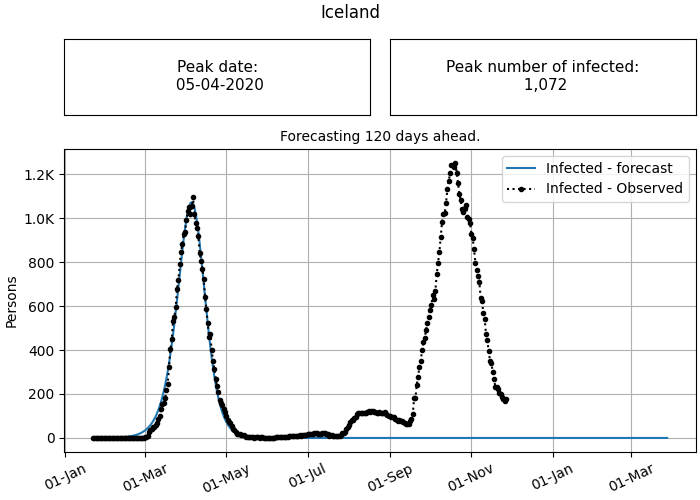 Iceland
Peak date:
05-04-2020
Peak number of infected:
1,072
Forecasting 120 days ahead.
Infected - forecast
Infected - Observed
Persons
1.2K
1.0K
800
600
400
200
0
01-Jan
01-Mar
01-May
01-Jul
01-Sep
01-Nov
01-Jan
01-Mar